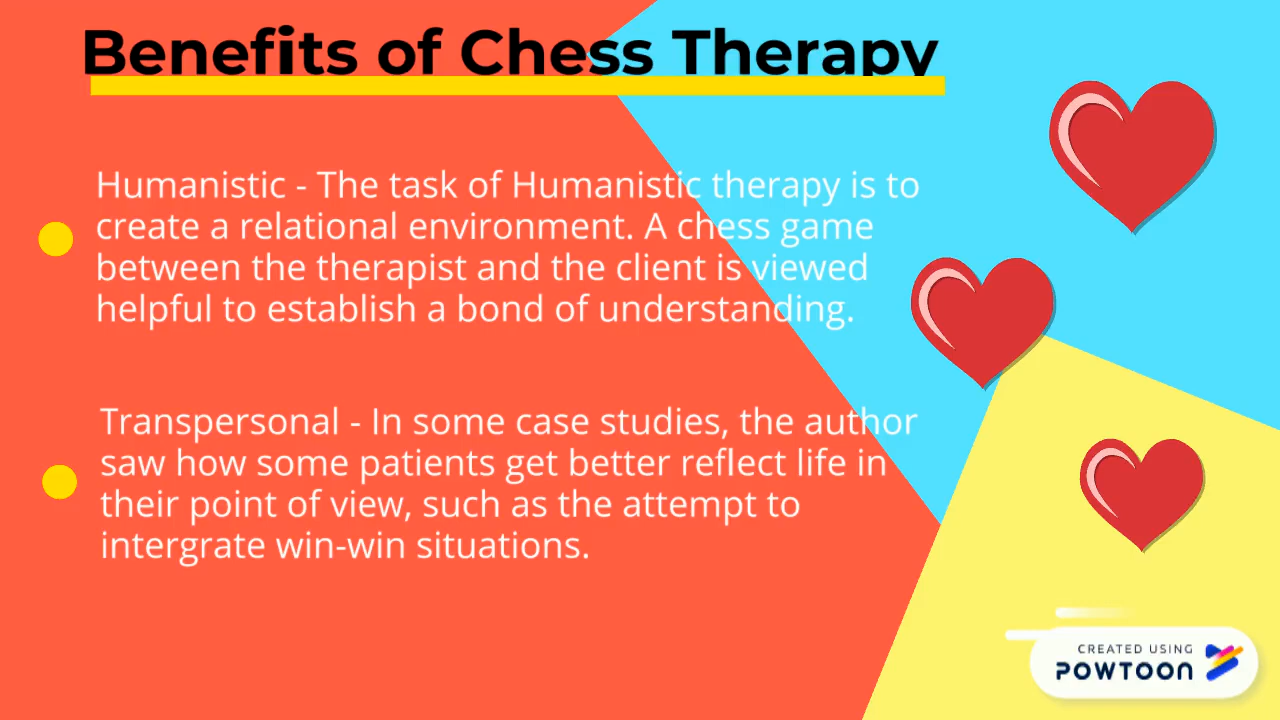 Benefits of Chess Therapy
Humanistic - The task of Humanistic therapy is to
create a relational environment. A chess game
between the therapist and the client is viewed
helpful to establish a bond of understanding.
Transpersonal - In some case studies, the author
saw how some patients get better reflect life in
their point of view, such as the attempt to
intergrate win-win situations.
CREATED USING
POWTOON